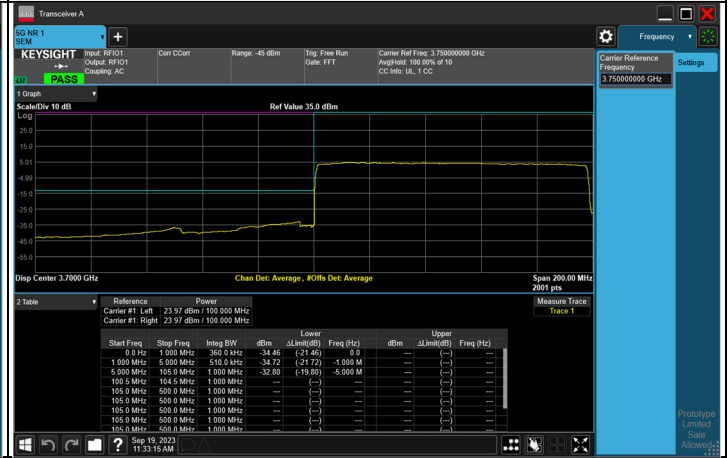 Transceiver A
5G NR 1
SEM
+
Frequency
KEYSIGHT
LXI
PASS
Input: RFIO1
Output: RFIO1
Coupling: AC
Corr CCorr
Range: -45 dBm
Trig: Free Run
Gate: FFT
Carrier Ref Freq: 3.750000000 GHz
Avg|Hold: 100.00% of 100
CC Info: UL, 1 CC
Carrier Reference
Frequency
3.750000000 GHz
Settings
1 Graph
Scale/Div 10 dB
Ref Value 35.0 dBm
Log
25.0
15.0
5.01
-4.99
-15.0
-25.0
-35.0
-45.0
-55.0
Disp Center 3.7000 GHz
Chan Det: Average , #Offs Det: Average
Span 200.00 MHz
2001 pts
2 Table
Measure Trace
Trace 1
Reference Power
Carrier #1: Left 23.97 dBm / 100.000 MHz
Carrier #1: Right 23.97 dBm / 100.000 MHz
Lower Upper
Start Freq Stop Freq Integ BW dBm ΔLimit(dB) Freq (Hz) dBm ΔLimit(dB) Freq (Hz)
0.0 Hz 1.000 MHz 360.0 kHz -34.46 (-21.46) 0.0 --- (---) ---
1.000 MHz 5.000 MHz 510.0 kHz -34.72 (-21.72) -1.000 M --- (---) ---
5.000 MHz 105.0 MHz 1.000 MHz -32.80 (-19.80) -5.000 M --- (---) ---
100.5 MHz 104.5 MHz 1.000 MHz --- (---) --- --- (---) ---
105.0 MHz 500.0 MHz 1.000 MHz --- (---) --- --- (---) ---
105.0 MHz 500.0 MHz 1.000 MHz --- (---) --- --- (---) ---
105.0 MHz 500.0 MHz 1.000 MHz --- (---) --- --- (---) ---
105.0 MHz 500.0 MHz 1.000 MHz --- (---) --- --- (---) ---
105.0 MHz 500.0 MHz 1.000 MHz --- (---) --- --- (---) ---
Prototype
Limited
Sale
Allowed
?
Sep 19, 2023
11:33:15 AM